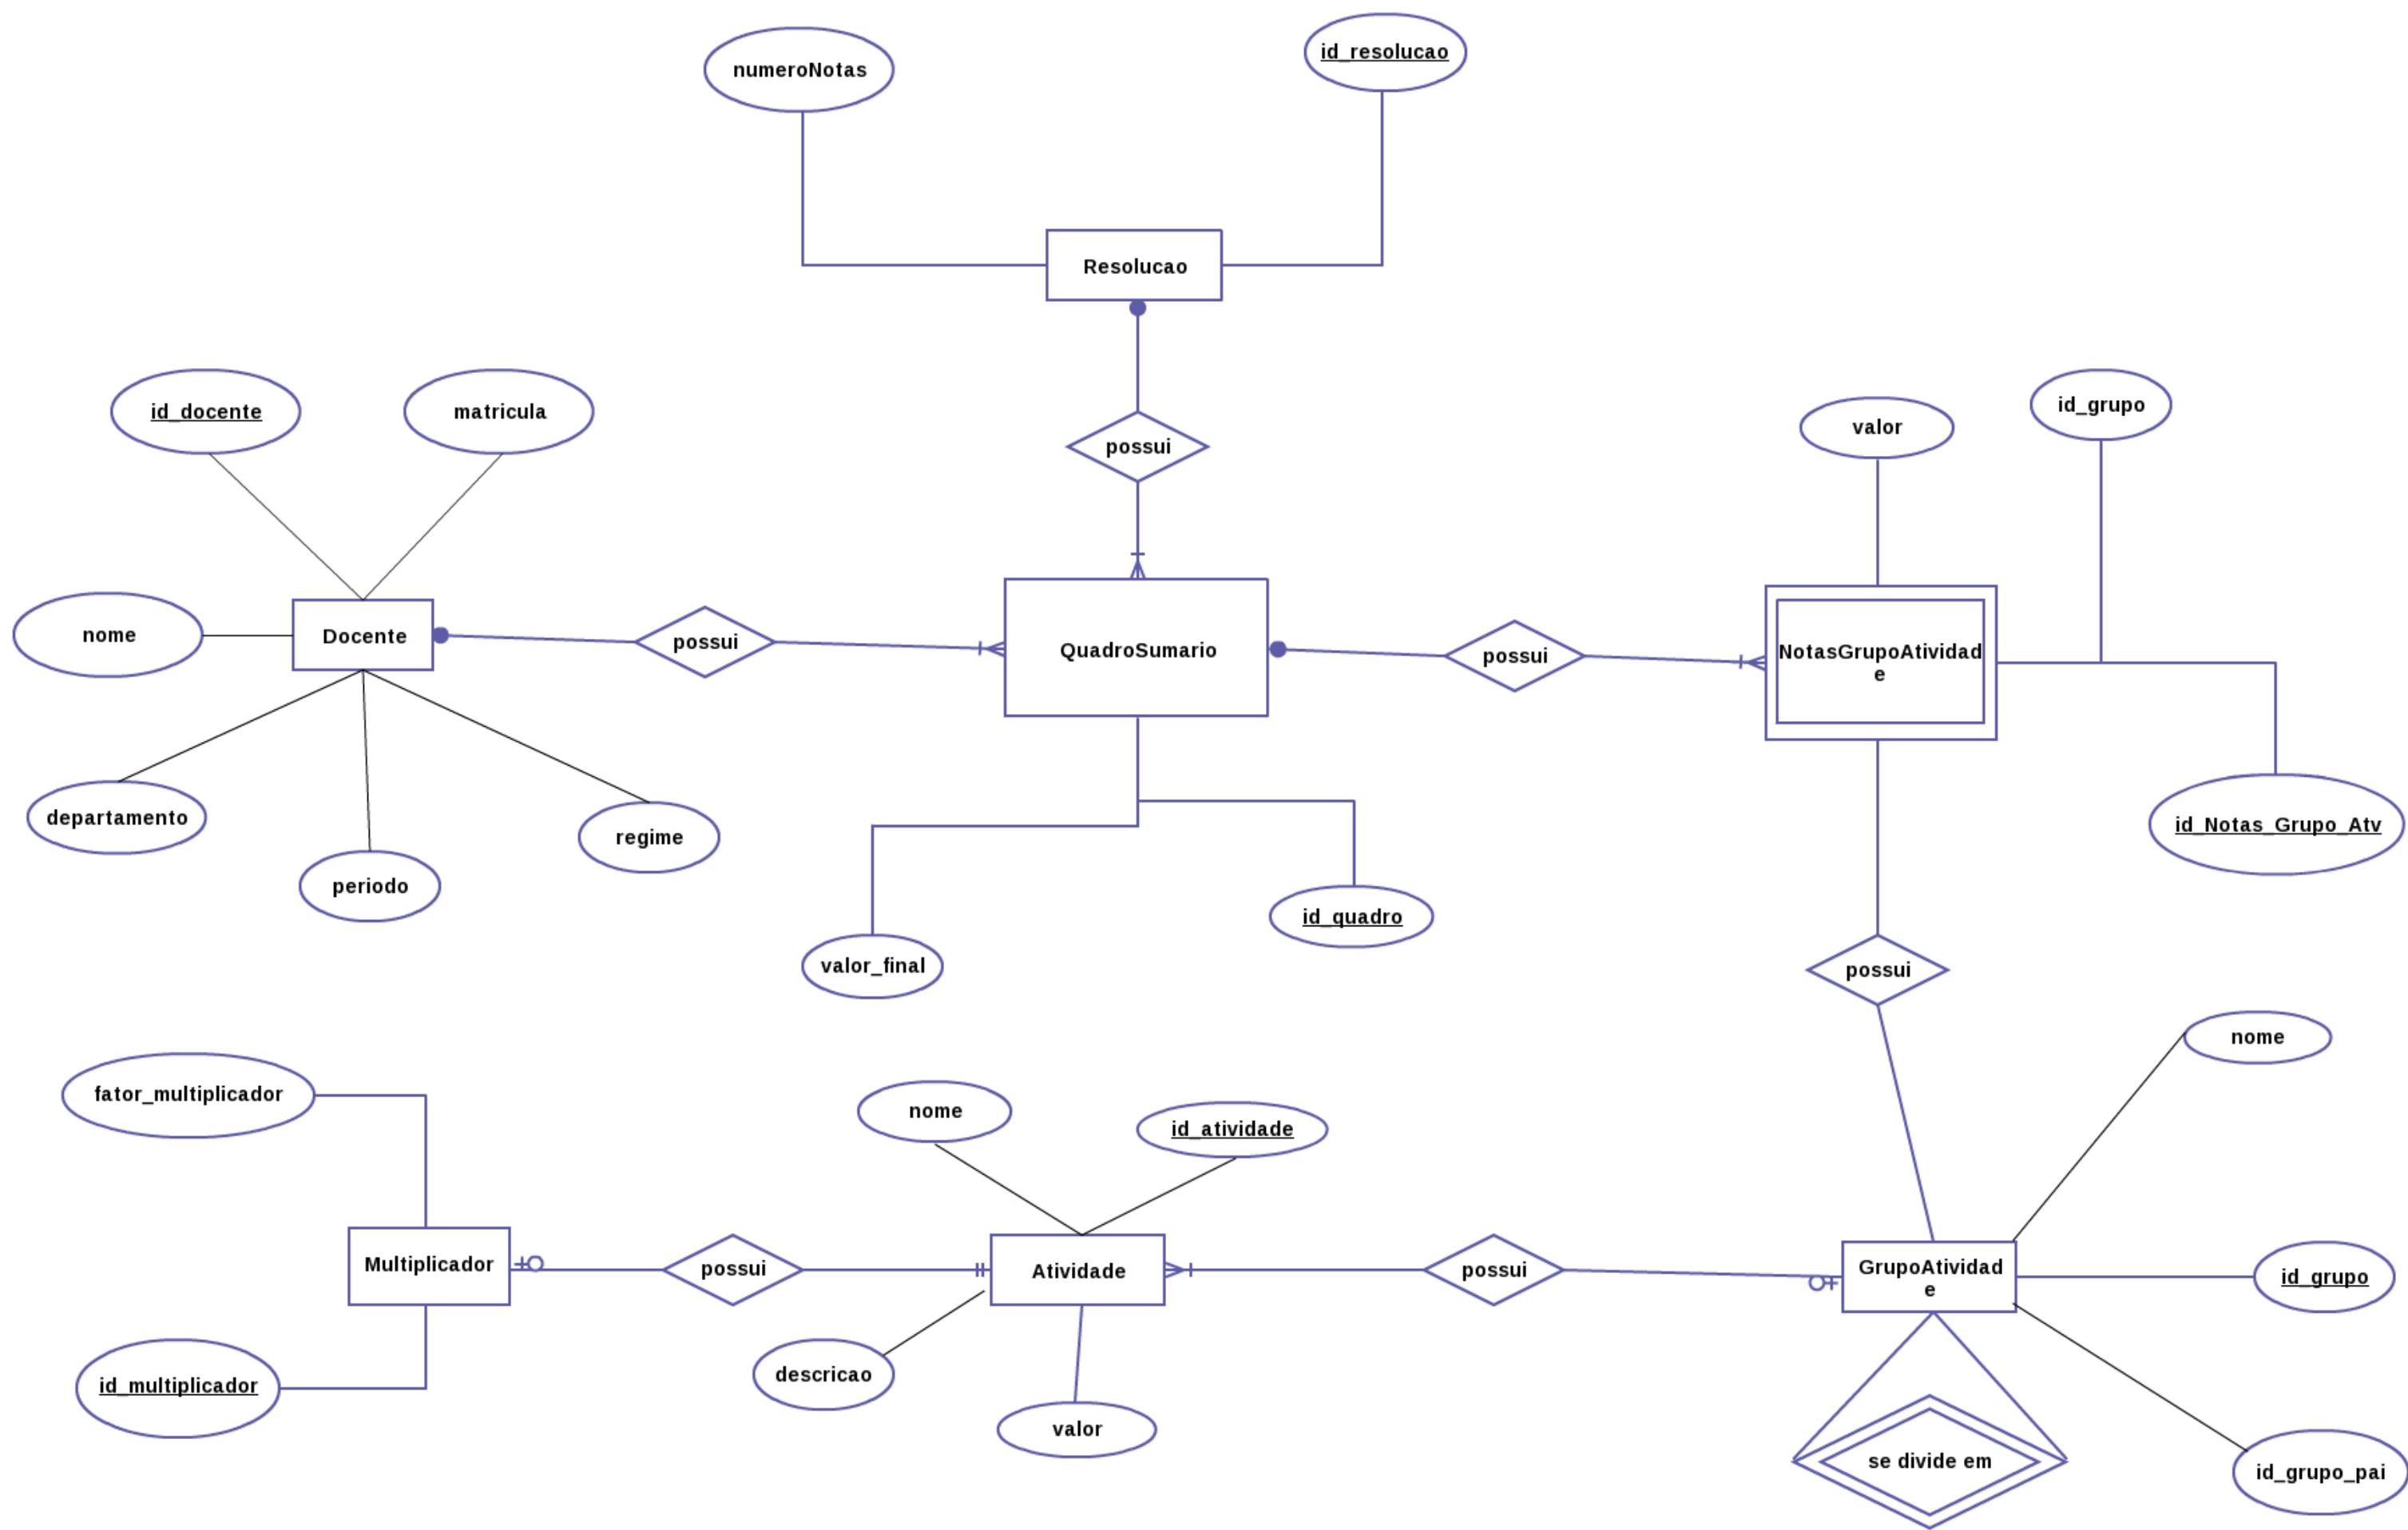 numeroNotas
id_resolucao
Resolucao
possui
id_docente
matricula
valor
id_grupo
nome
Docente
possui
QuadroSumario
possui
NotasGrupoAtividad
e
departamento
periodo
regime
valor_final
id_quadro
id_Notas_Grupo_Atv
possui
nome
fator_multiplicador
nome
id_atividade
Multiplicador
possui
Atividade
possui
GrupoAtividad
e
id_grupo
id_multiplicador
descricao
valor
se divide em
id_grupo_pai